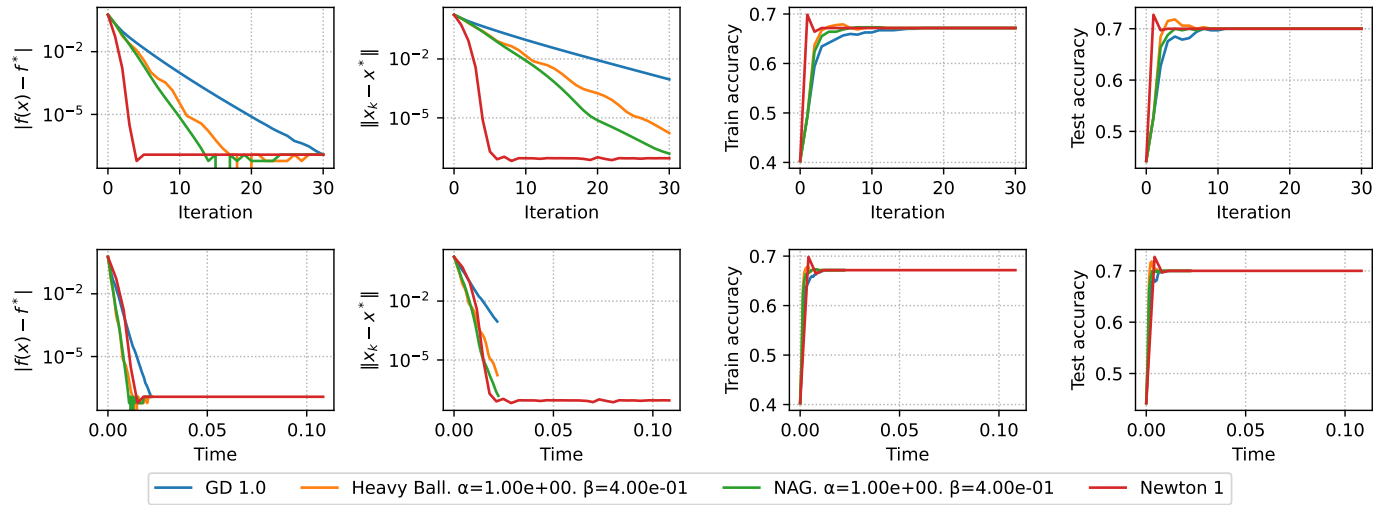 |f(x) − f*|
10⁻²
10⁻⁵
0 10 20 30
Iteration
‖x_k − x*‖
10⁻²
10⁻⁵
0 10 20 30
Iteration
Train accuracy
0.7
0.6
0.5
0.4
0 10 20 30
Iteration
Test accuracy
0.7
0.6
0.5
0 10 20 30
Iteration
|f(x) − f*|
10⁻²
10⁻⁵
0.00 0.05 0.10
Time
‖x_k − x*‖
10⁻²
10⁻⁵
0.00 0.05 0.10
Time
Train accuracy
0.7
0.6
0.5
0.4
0.00 0.05 0.10
Time
Test accuracy
0.7
0.6
0.5
0.00 0.05 0.10
Time
GD 1.0 Heavy Ball. α=1.00e+00. β=4.00e-01 NAG. α=1.00e+00. β=4.00e-01 Newton 1